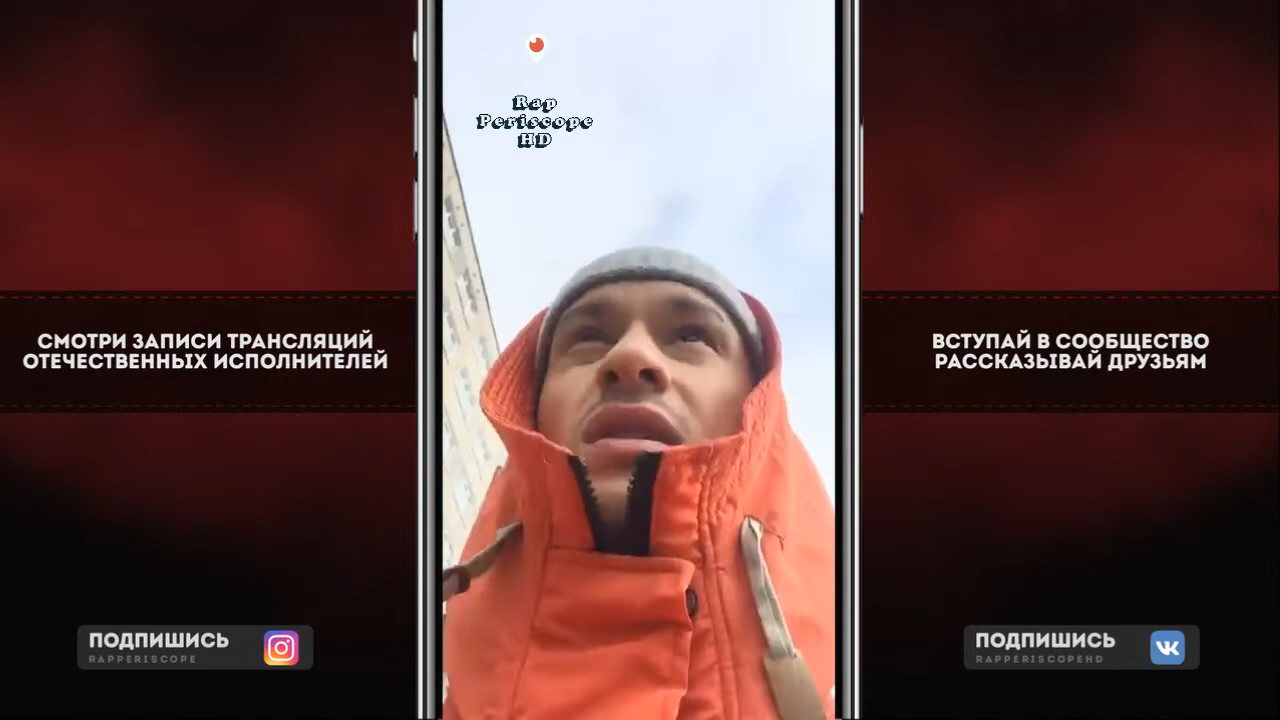 Rap
Periscope
HD
СМОТРИ ЗАПИСИ ТРАНСЛЯЦИЙ
ОТЕЧЕСТВЕННЫХ ИСПОЛНИТЕЛЕЙ
ВСТУПАЙ В СООБЩЕСТВО
РАССКАЗЫВАЙ ДРУЗЬЯМ
ПОДПИШИСЬ
RAPPERISCOPE
ПОДПИШИСЬ
RAPPERISCOPEHD